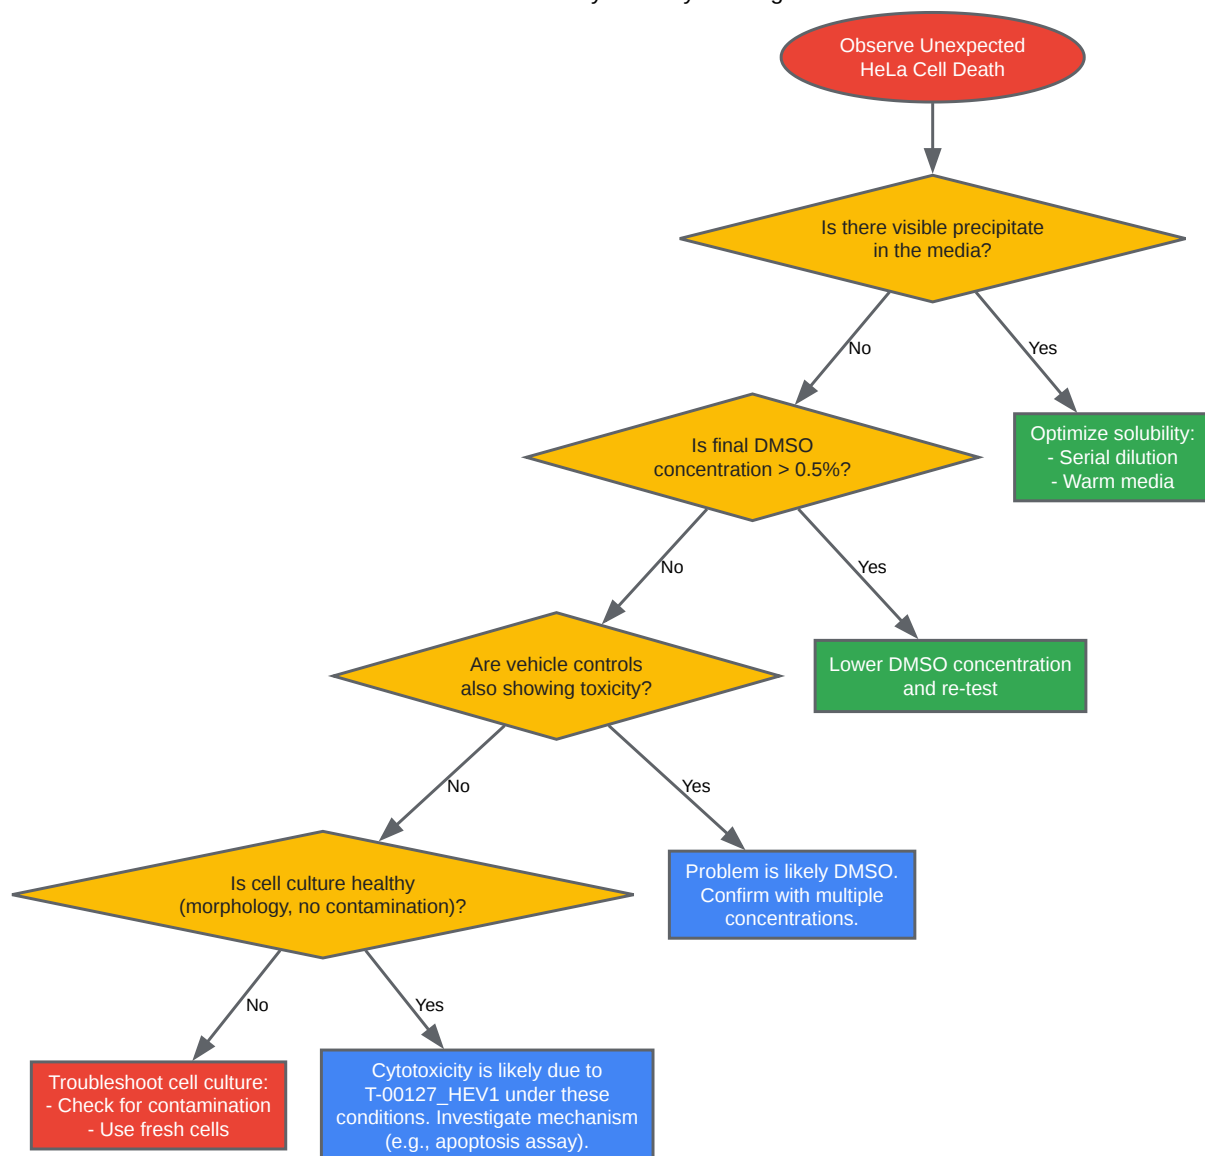 Observe Unexpected
HeLa Cell Death
Is there visible precipitate
in the media?
No
Yes
Is final DMSO
concentration > 0.5%?
Optimize solubility:
- Serial dilution
- Warm media
No
Yes
Are vehicle controls
also showing toxicity?
Lower DMSO concentration
and re-test
No
Yes
Is cell culture healthy
(morphology, no contamination)?
Problem is likely DMSO.
Confirm with multiple
concentrations.
No
Yes
Troubleshoot cell culture:
- Check for contamination
- Use fresh cells
Cytotoxicity is likely due to
T-00127_HEV1 under these
conditions. Investigate mechanism
(e.g., apoptosis assay).